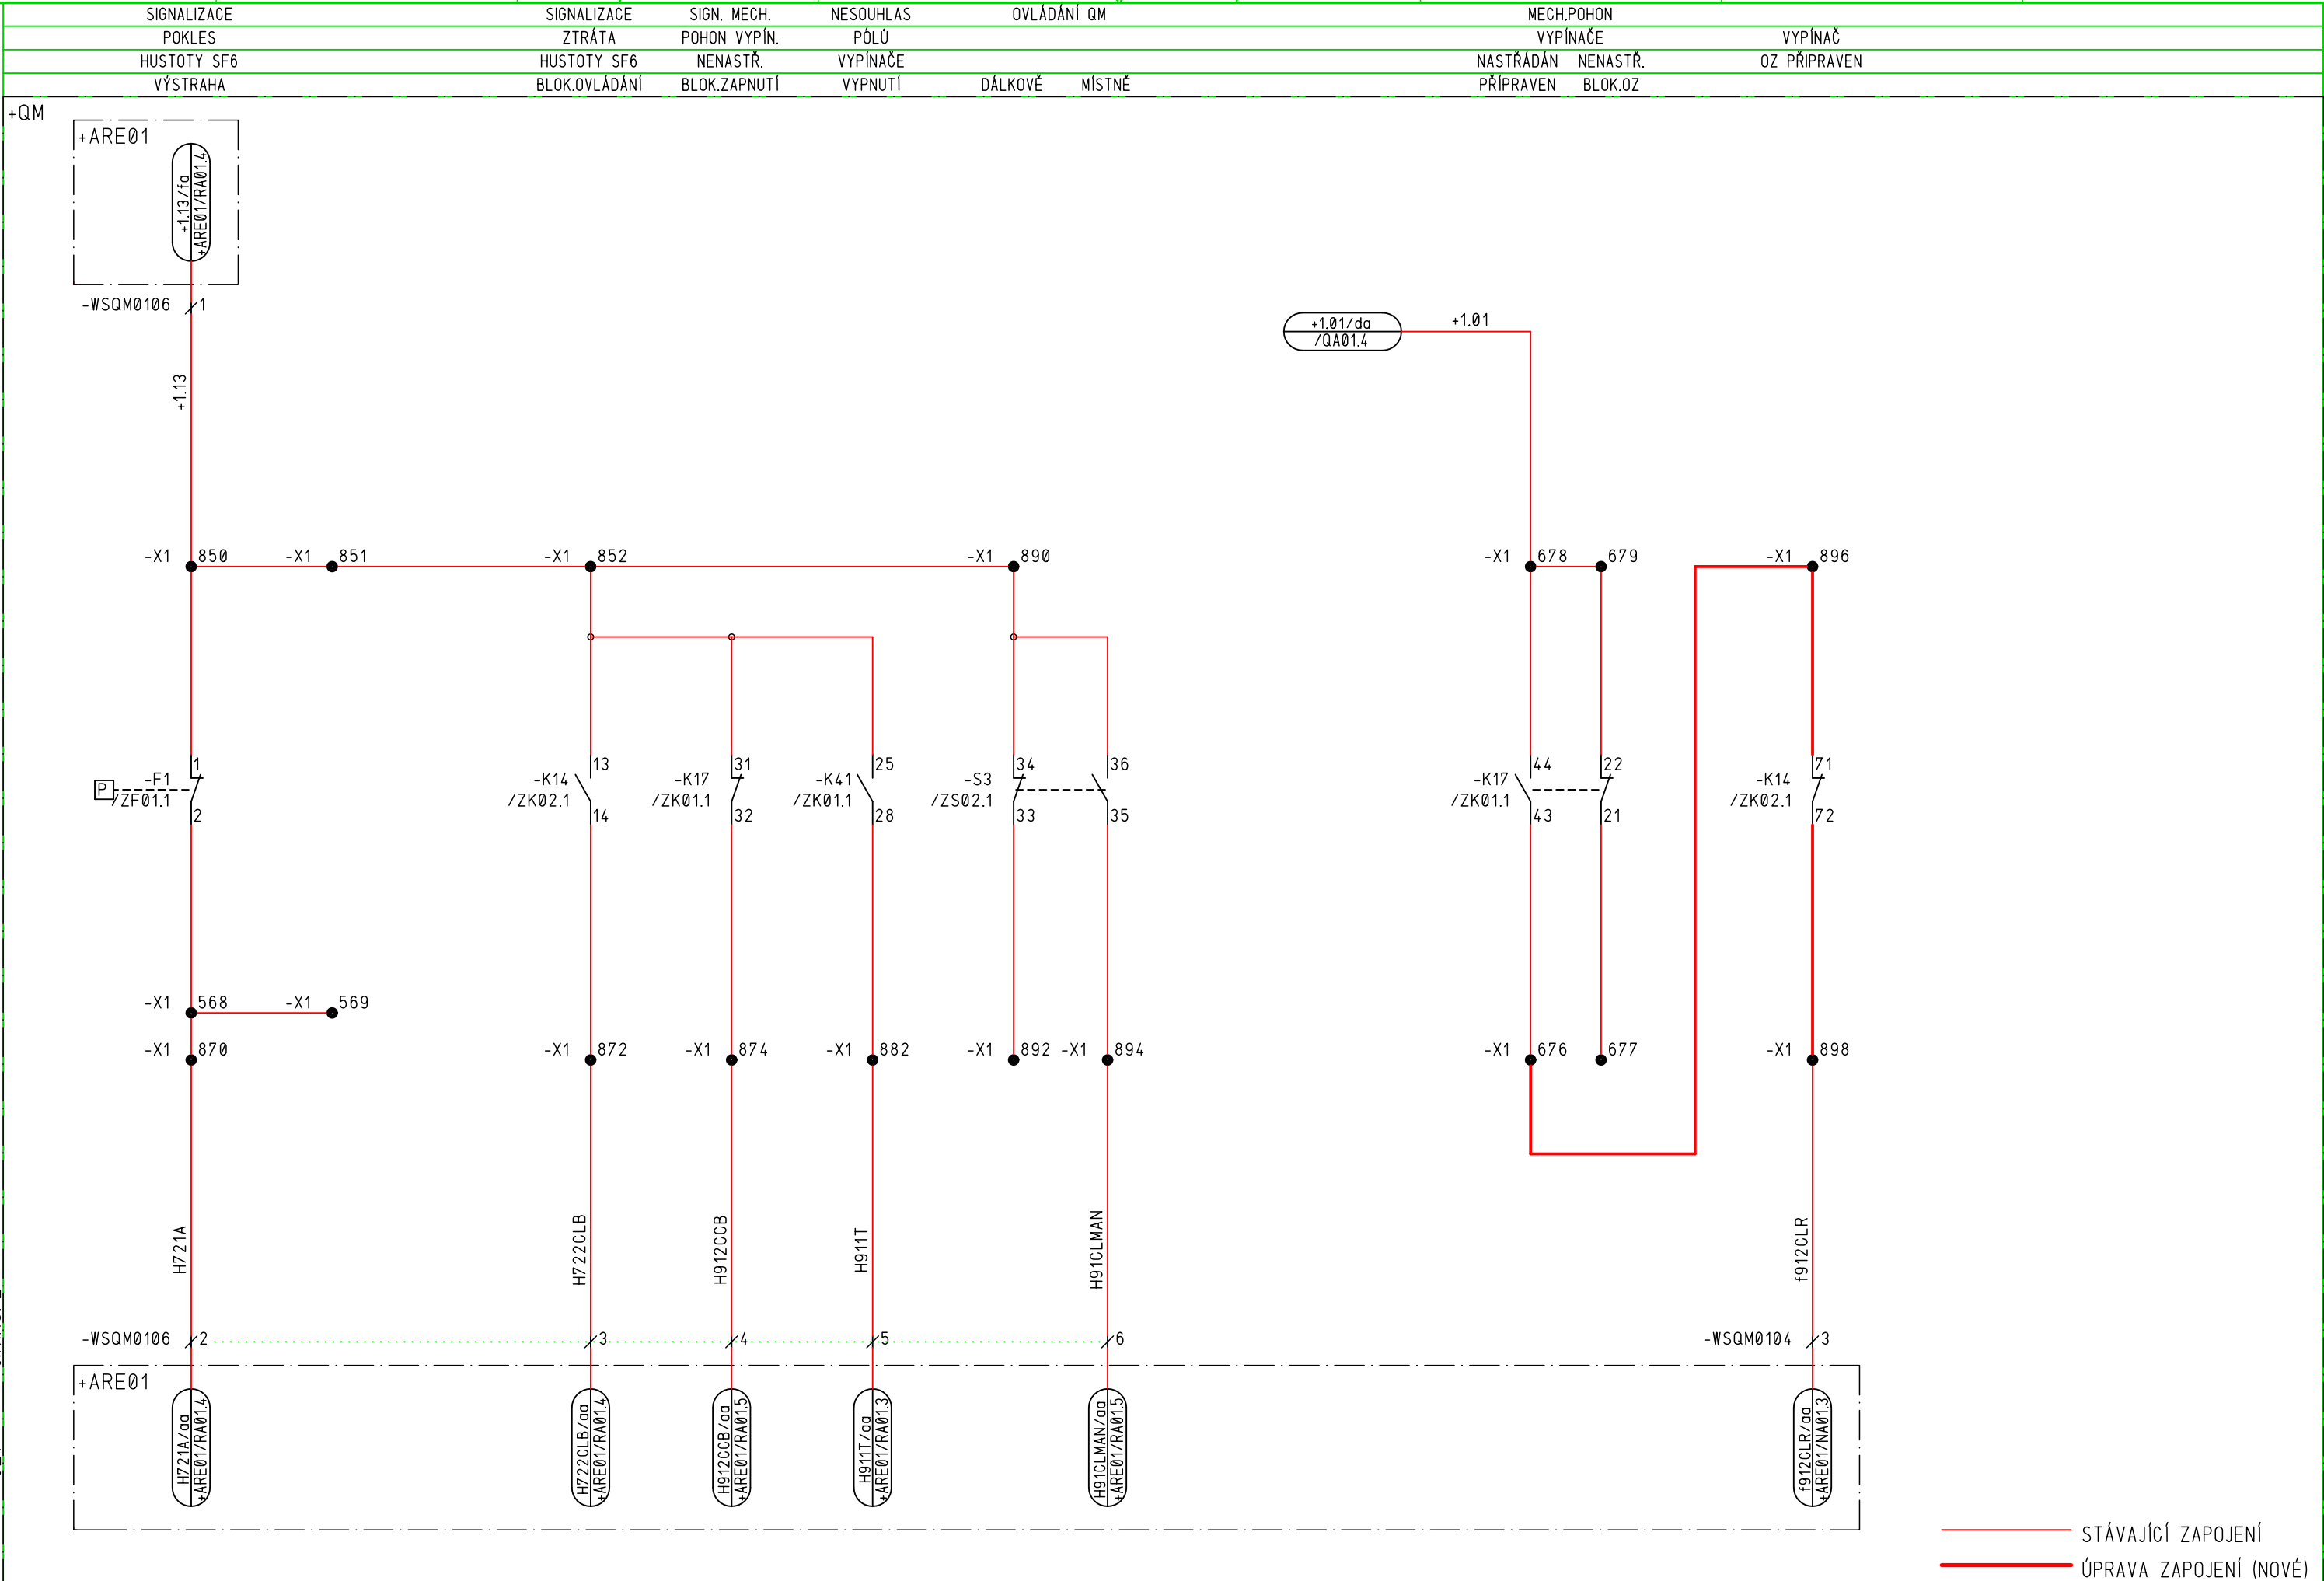 SIGNALIZACE SIGNALIZACE SIGN. MECH. NESOUHLAS OVLÁDÁNÍ QM MECH.POHON
POKLES ZTRÁTA POHON VYPÍN. PÓLŮ VYPÍNAČE VYPÍNAČ
HUSTOTY SF6 HUSTOTY SF6 NENASTŘ. VYPÍNAČE NASTŘÁDÁN NENASTŘ. OZ PŘIPRAVEN
VÝSTRAHA BLOK.OVLÁDÁNÍ BLOK.ZAPNUTÍ VYPNUTÍ DÁLKOVĚ MÍSTNĚ PŘÍPRAVEN BLOK.OZ
+QM
+ARE01
+1.13/fa
+ARE01/RA01.4
-WSQM0106 1
+1.01/da
/QA01.4
+1.01
+1.13
-X1 850 -X1 851 -X1 852 -X1 890 -X1 678 679 -X1 896
1 13 31 25 34 36 44 22 71
P -F1 -K14 -K17 -K41 -S3 -K17 -K14
/ZF01.1 /ZK02.1 /ZK01.1 /ZK01.1 /ZS02.1 /ZK01.1 /ZK02.1
2 14 32 28 33 35 43 21 72
-X1 568 -X1 569
-X1 870 -X1 872 -X1 874 -X1 882 -X1 892 -X1 894 -X1 676 677 -X1 898
H721A H722CLB H912CCB H911T H91CLMAN f912CLR
-WSQM0106 2 3 4 5 6 -WSQM0104 3
+ARE01
H721A/aa
+ARE01/RA01.4
H722CLB/aa
+ARE01/RA01.4
H912CCB/aa
+ARE01/RA01.5
H911T/aa
+ARE01/RA01.3
H91CLMAN/aa
+ARE01/RA01.5
f912CLR/aa
+ARE01/NA01.3
STÁVAJÍCÍ ZAPOJENÍ
ÚPRAVA ZAPOJENÍ (NOVÉ)